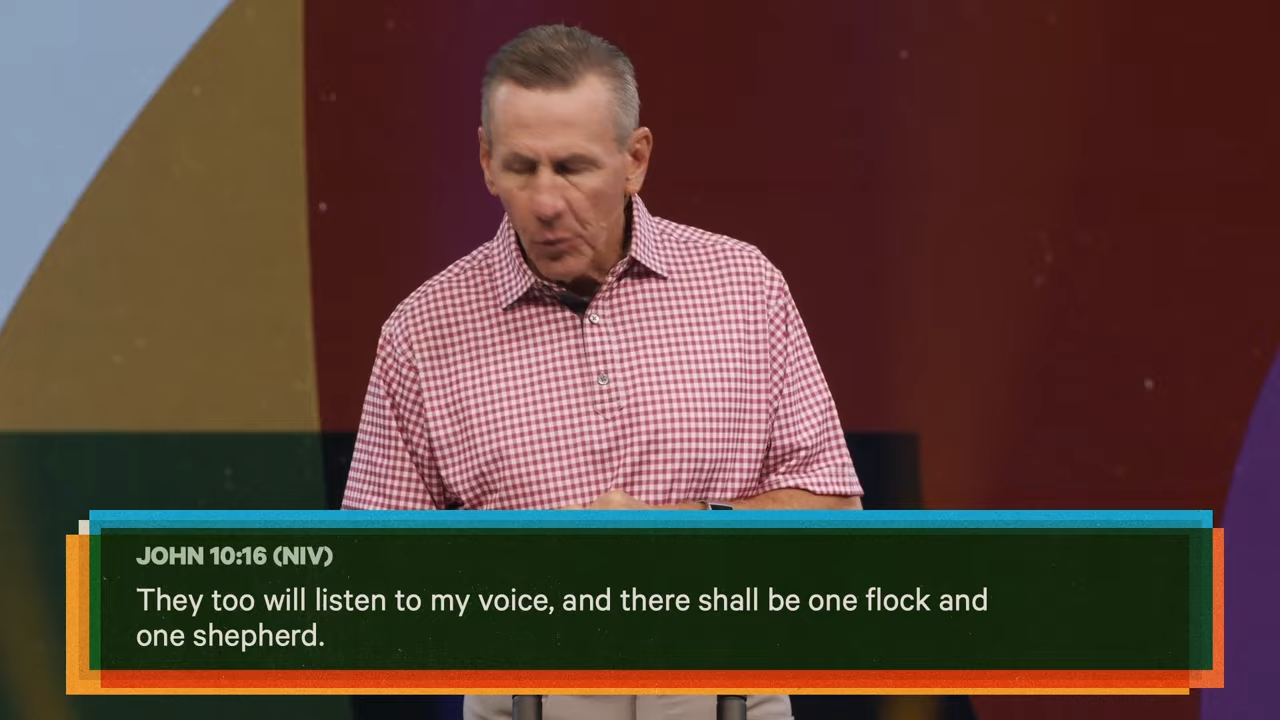 JOHN 10:16 (NIV)
They too will listen to my voice, and there shall be one flock and
one shepherd.